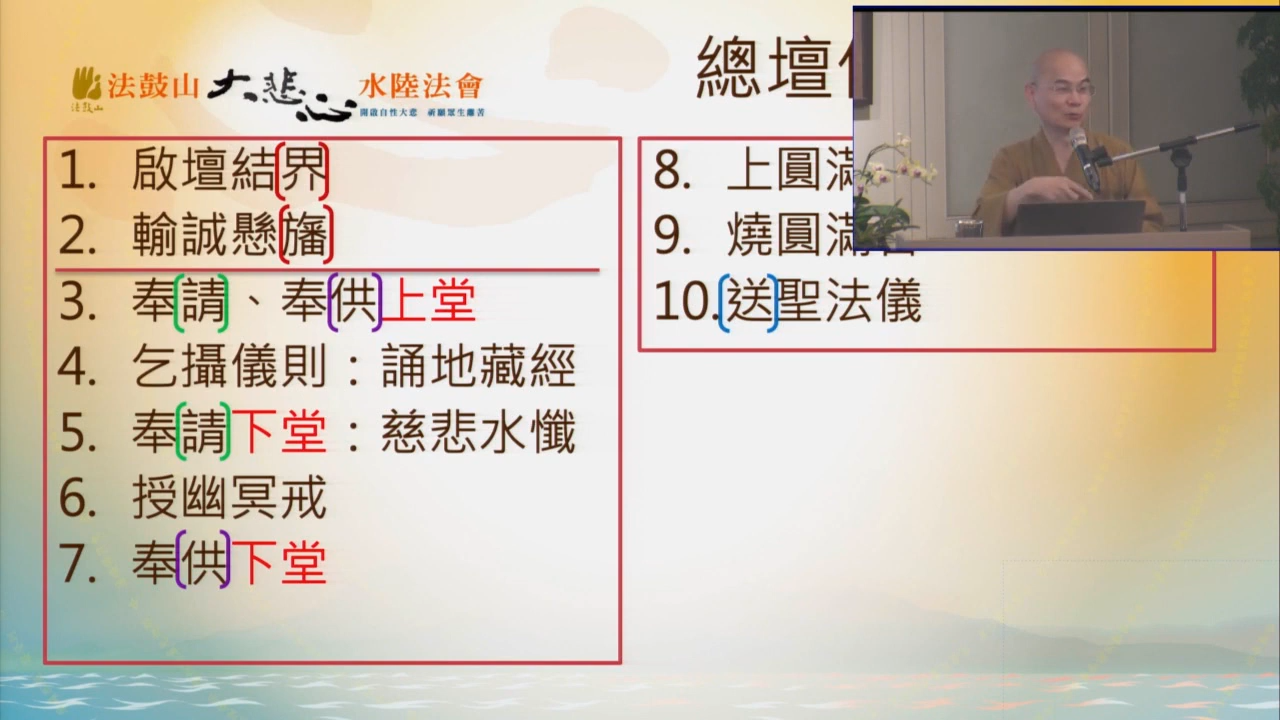 法鼓山 大悲心 水陸法會
法鼓山
開啟自性大悲 祈願眾生離苦
總壇
1. 啟壇結界
2. 輸誠懸旛
3. 奉請、奉供上堂
4. 乞攝儀則：誦地藏經
5. 奉請下堂：慈悲水懺
6. 授幽冥戒
7. 奉供下堂
8. 上圓滿
9. 燒圓滿
10.送聖法儀